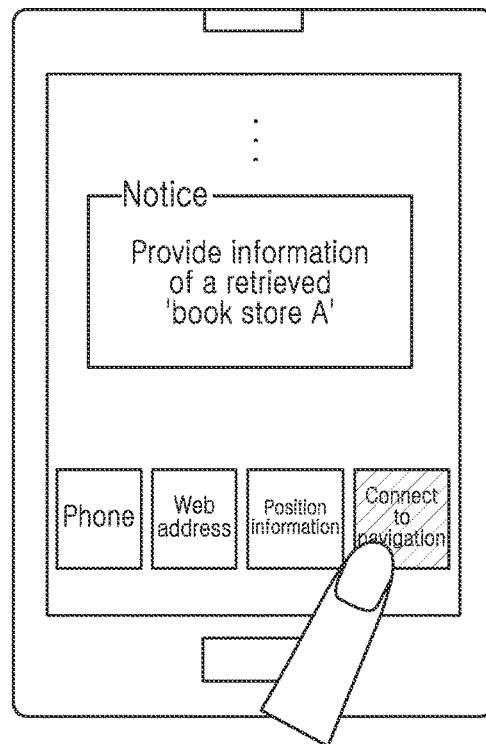 Notice
Provide information
of a retrieved
'book store A'
Phone
Web
address
Position
information
Connect
to
navigation